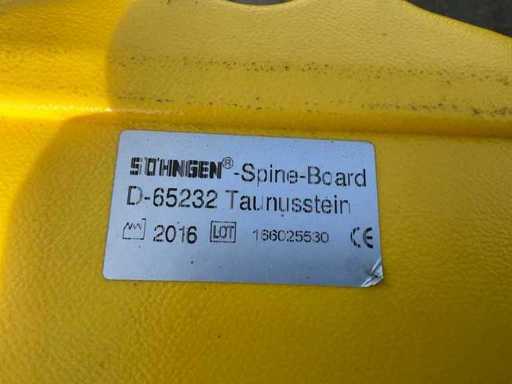 SÖHNGEN®-Spine-Board
D-65232 Taunusstein
2016 LOT 166025530 CE